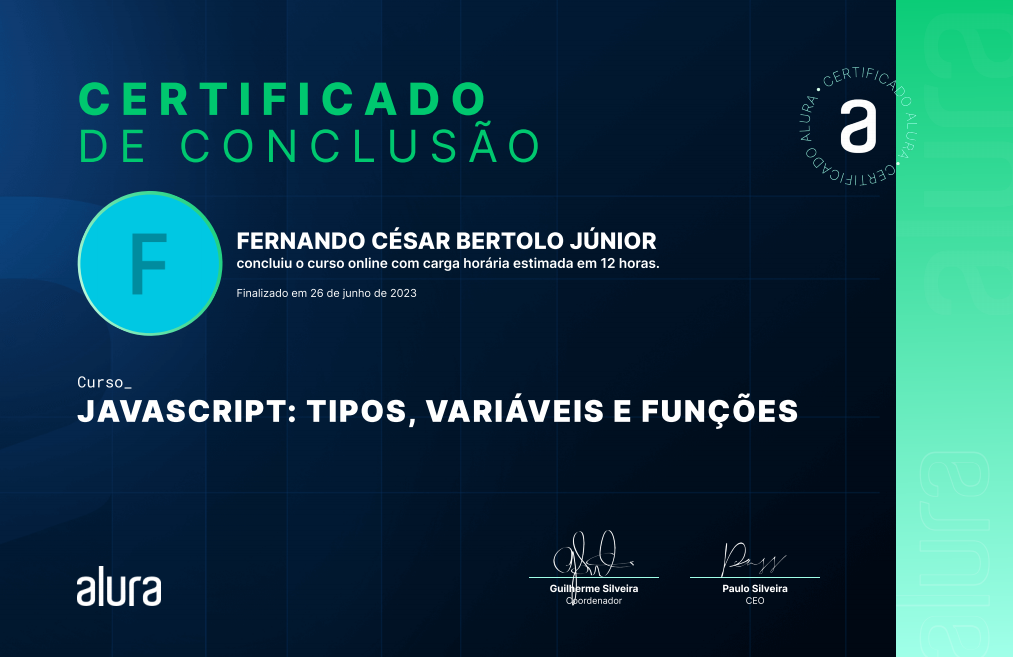 CERTIFICADO
DE CONCLUSÃO
CERTIFICADO ALURA • CERTIFICADO ALURA •
a
F
FERNANDO CÉSAR BERTOLO JÚNIOR
concluiu o curso online com carga horária estimada em 12 horas.
Finalizado em 26 de junho de 2023
Curso_
JAVASCRIPT: TIPOS, VARIÁVEIS E FUNÇÕES
alura
Guilherme Silveira
Coordenador
Paulo Silveira
CEO
alura
alura